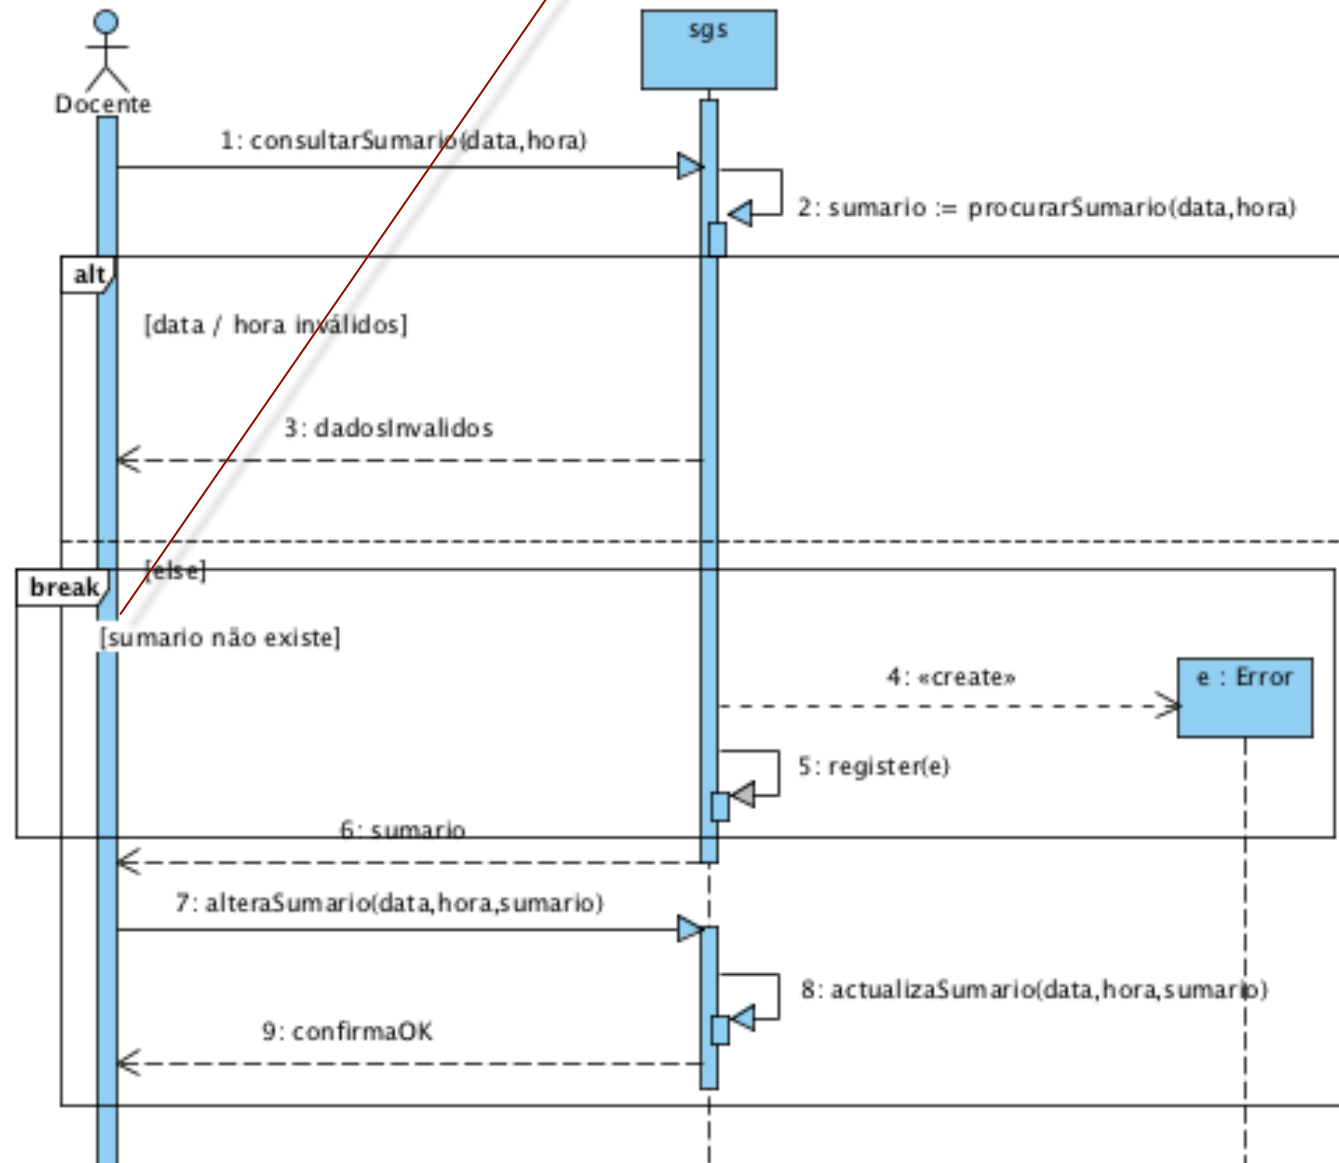 sgs
Docente
1: consultarSumario(data,hora)
2: sumario := procurarSumario(data,hora)
alt
[data / hora inválidos]
3: dadosInvalidos
[else]
break
[sumario não existe]
4: «create»
e : Error
5: register(e)
6: sumario
7: alteraSumario(data,hora,sumario)
8: actualizaSumario(data,hora,sumario)
9: confirmaOK